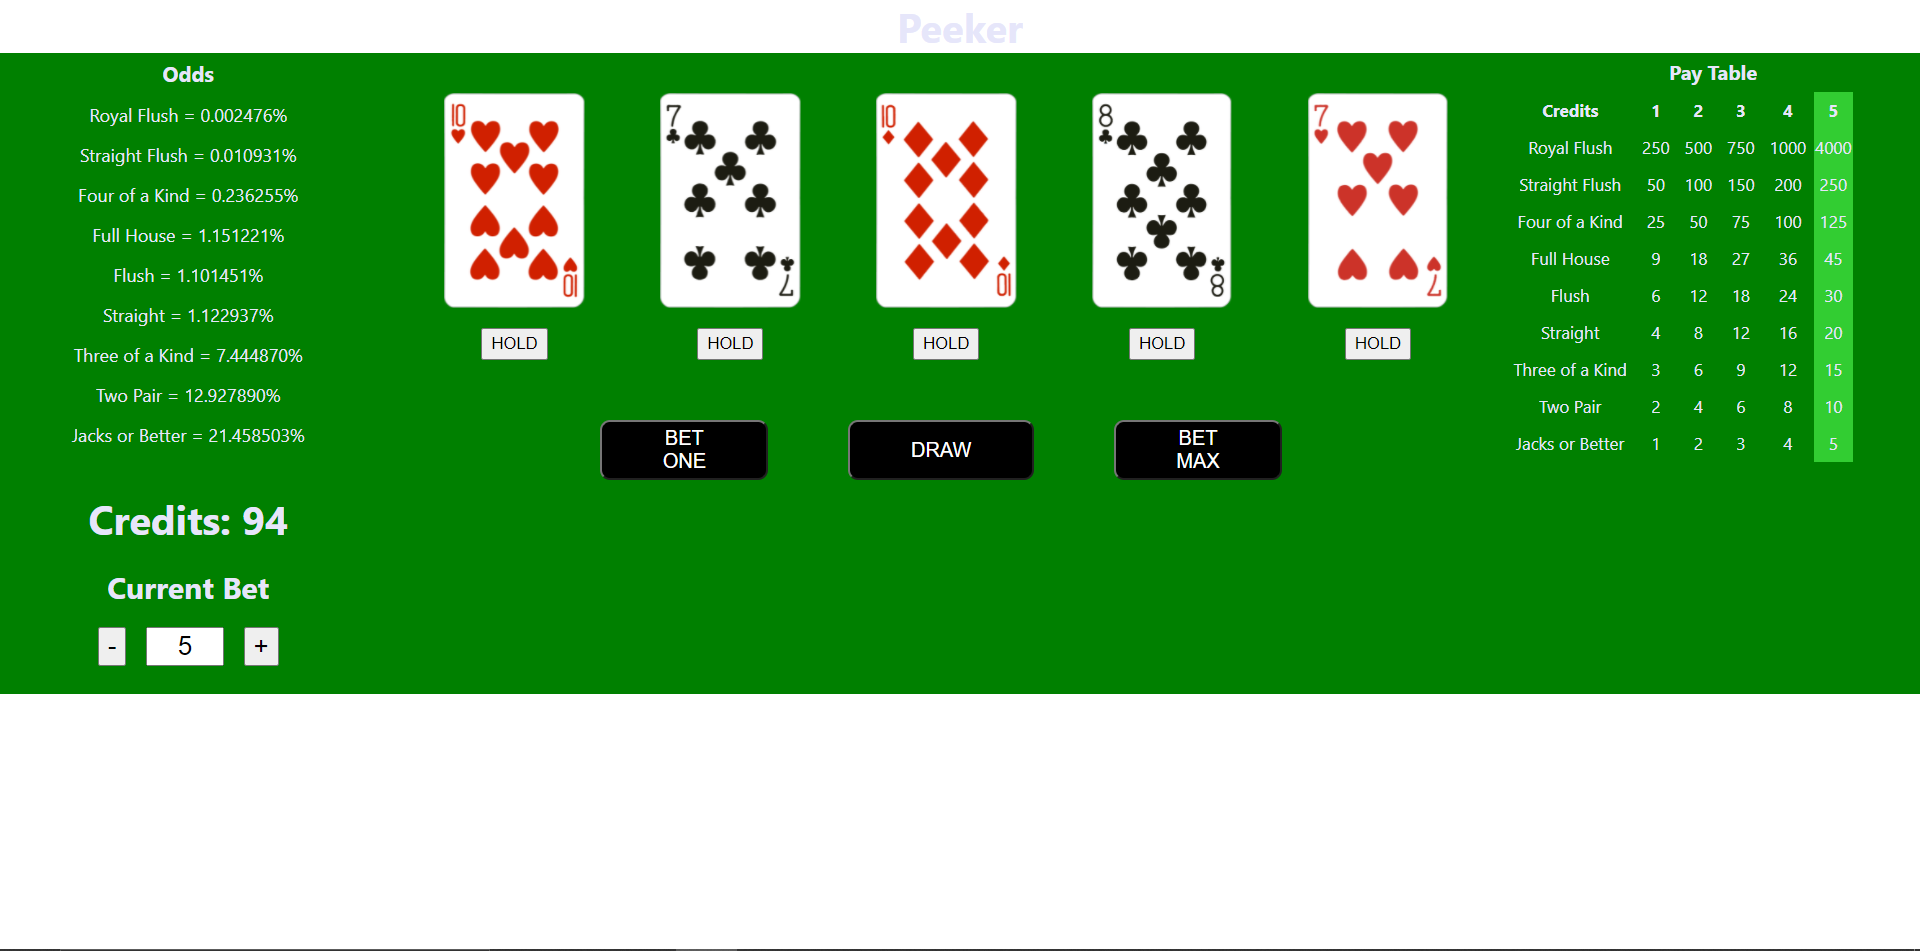 Peeker
Odds
Royal Flush = 0.002476%
Straight Flush = 0.010931%
Four of a Kind = 0.236255%
Full House = 1.151221%
Flush = 1.101451%
Straight = 1.122937%
Three of a Kind = 7.444870%
Two Pair = 12.927890%
Jacks or Better = 21.458503%
Credits: 94
Current Bet
- 5 +
10 7 10 8 7
10 7 10 8 7
HOLD HOLD HOLD HOLD HOLD
BET ONE
DRAW
BET MAX
Pay Table
Credits 1 2 3 4 5
Royal Flush 250 500 750 1000 4000
Straight Flush 50 100 150 200 250
Four of a Kind 25 50 75 100 125
Full House 9 18 27 36 45
Flush 6 12 18 24 30
Straight 4 8 12 16 20
Three of a Kind 3 6 9 12 15
Two Pair 2 4 6 8 10
Jacks or Better 1 2 3 4 5